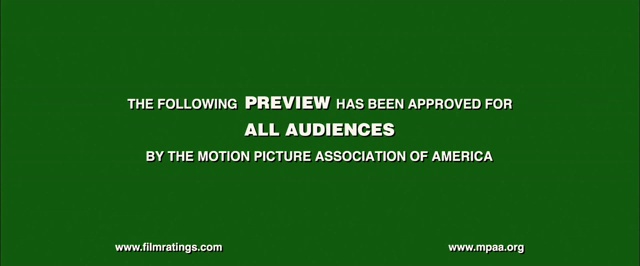 THE FOLLOWING PREVIEW HAS BEEN APPROVED FOR
ALL AUDIENCES
BY THE MOTION PICTURE ASSOCIATION OF AMERICA
www.filmratings.com www.mpaa.org